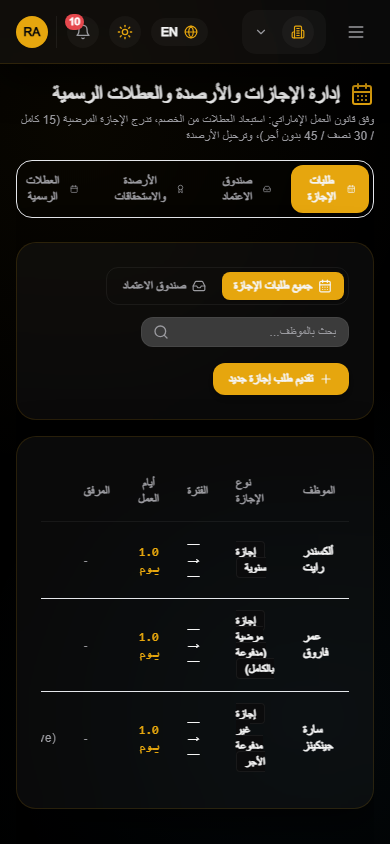 RA
10
EN
إدارة الإجازات والأرصدة والعطلات الرسمية
وفق قانون العمل الإماراتي: استبعاد العطلات من الخصم، تدرج الإجازة المرضية (15 كامل
/ 30 نصف / 45 بدون أجر)، وترحيل الأرصدة
طلبات الإجازة
صندوق الاعتماد
الأرصدة والاستحقاقات
العطلات الرسمية
جميع طلبات الإجازة
صندوق الاعتماد
بحث بالموظف...
تقديم طلب إجازة جديد
الموظف
نوع الإجازة
الفترة
أيام العمل
المرفق
ألكسندر رايت
إجازة سنوية
— → —
1.0 يوم
-
عمر فاروق
إجازة مرضية (مدفوعة بالكامل)
— → —
1.0 يوم
-
سارة جينكينز
إجازة غير مدفوعة الأجر
— → —
1.0 يوم
-
ve)